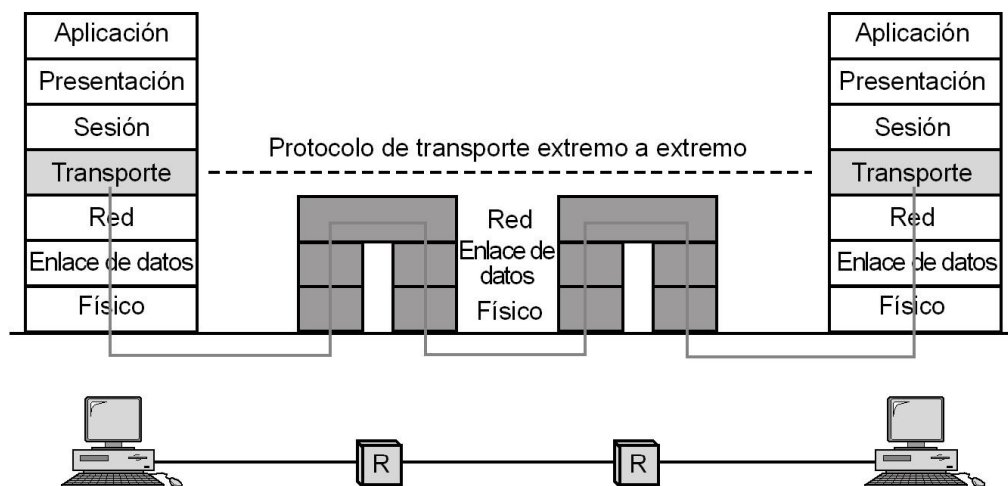 Aplicación
Presentación
Sesión
Transporte
Red
Enlace de datos
Físico
Protocolo de transporte extremo a extremo
Red
Enlace de
datos
Físico
Aplicación
Presentación
Sesión
Transporte
Red
Enlace de datos
Físico
R
R